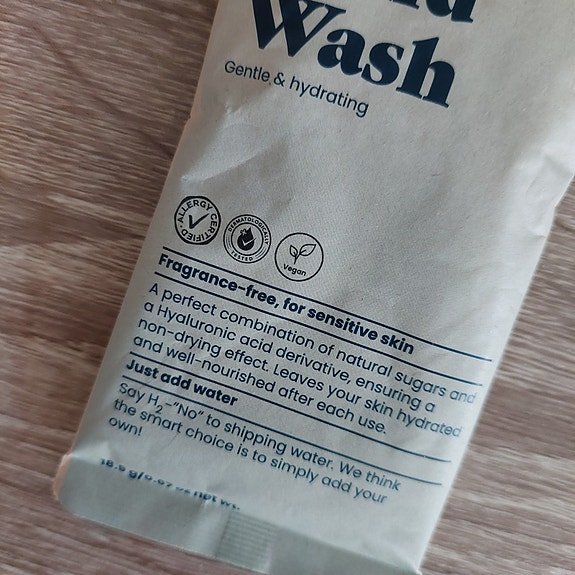 Wash
Gentle & hydrating
ALLERGY CERTIFIED
DERMATOLOGICALLY TESTED
Vegan
Fragrance-free, for sensitive skin
A perfect combination of natural sugars and
a Hyaluronic acid derivative, ensuring a
non-drying effect. Leaves your skin hydrated
and well-nourished after each use.
Just add water
Say H₂-"No" to shipping water. We think
the smart choice is to simply add your
own!